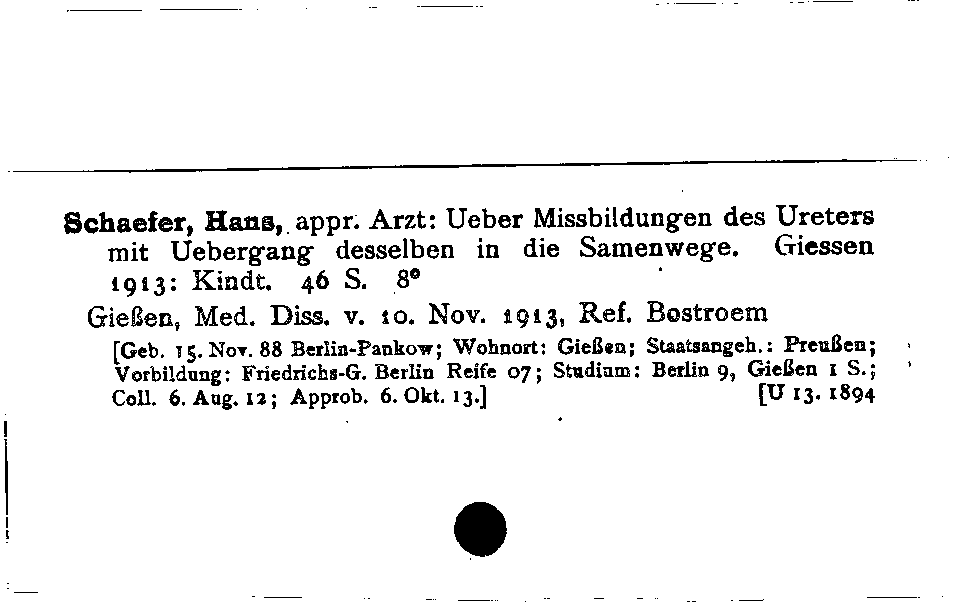 Schaefer, Hans, appr. Arzt: Ueber Missbildungen des Ureters
mit Uebergang desselben in die Samenwege. Giessen
1913: Kindt. 46 S. 8°
Gießen, Med. Diss. v. 10. Nov. 1913, Ref. Bostroem
[Geb. 15. Nov. 88 Berlin-Pankow; Wohnort: Gießen; Staatsangeh.: Preußen;
Vorbildung: Friedrichs-G. Berlin Reife 07; Studium: Berlin 9, Gießen 1 S.;
Coll. 6. Aug. 12; Approb. 6. Okt. 13.] [U 13. 1894